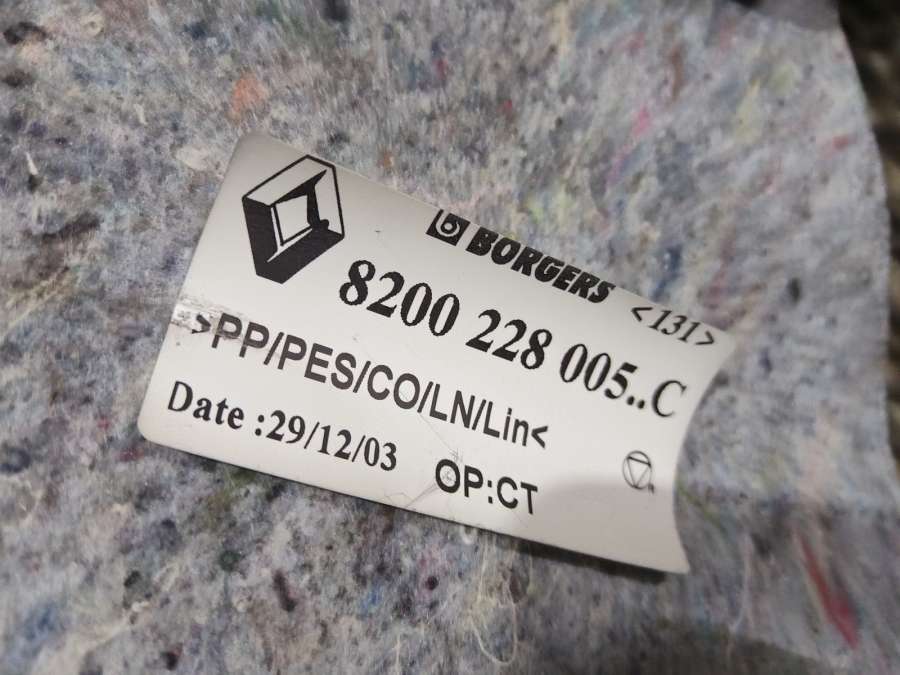 BORGERS
<131>
8200 228 005..C
>PP/PES/CO/LN/Lin<
Date :29/12/03
OP:CT